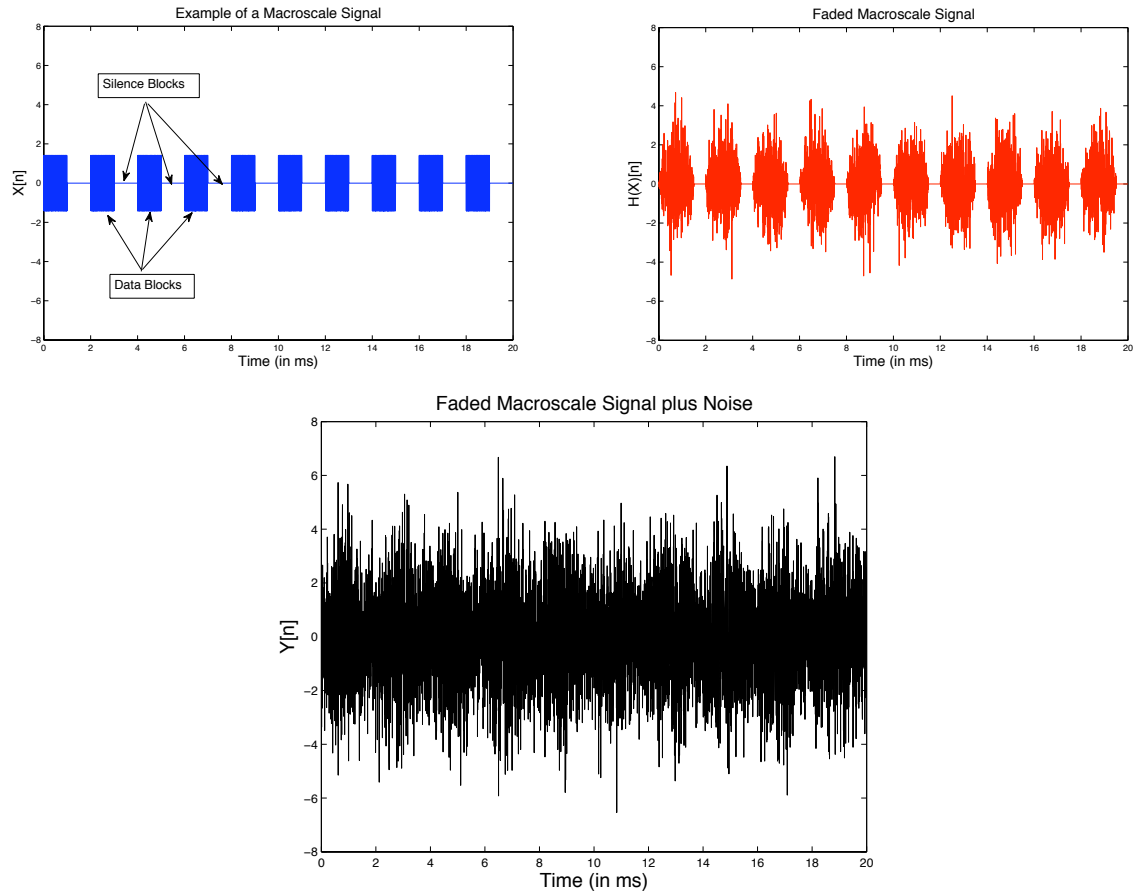 Example of a Macroscale Signal
8
6
4
2
0
−2
−4
−6
−8
X[n]
Silence Blocks
Data Blocks
0 2 4 6 8 10 12 14 16 18 20
Time (in ms)
Faded Macroscale Signal
8
6
4
2
0
−2
−4
−6
−8
H(X)[n]
0 2 4 6 8 10 12 14 16 18 20
Time (in ms)
Faded Macroscale Signal plus Noise
8
6
4
2
0
−2
−4
−6
−8
Y[n]
0 2 4 6 8 10 12 14 16 18 20
Time (in ms)